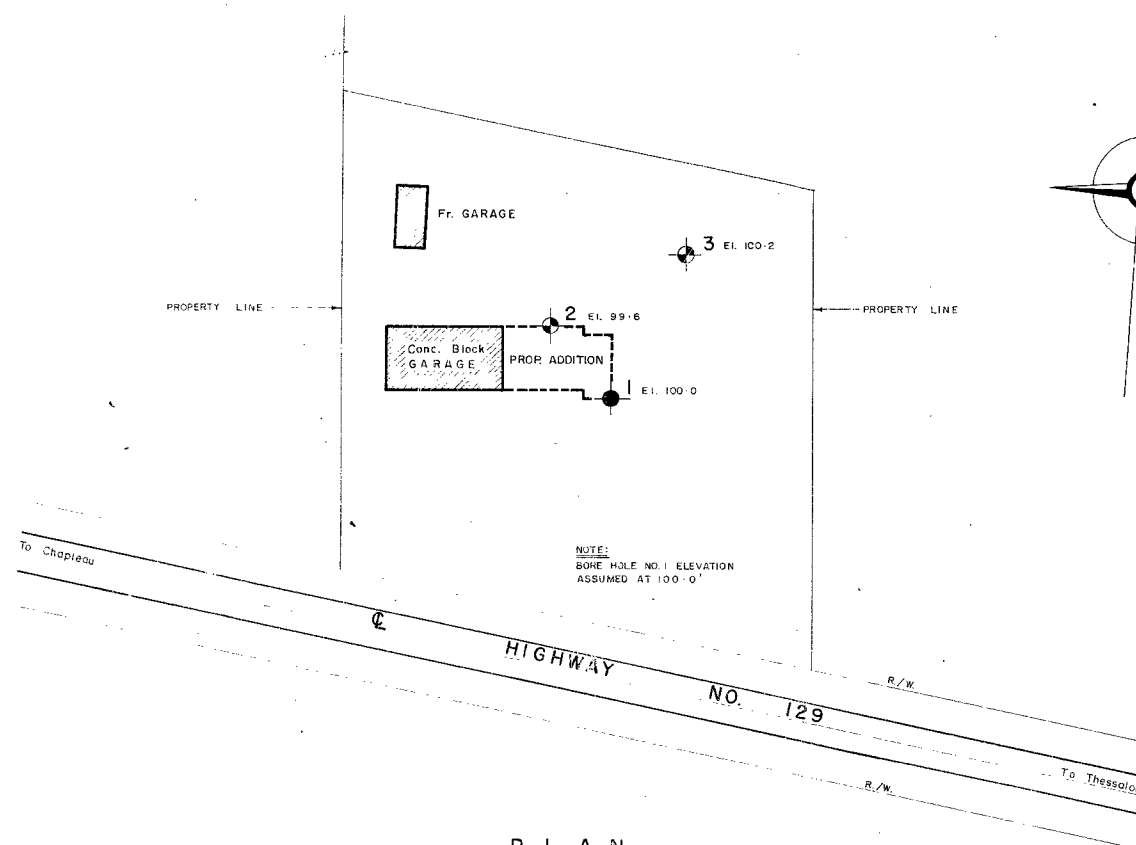 Fr. GARAGE
3 El. 100·2
PROPERTY LINE
PROPERTY LINE
2 El. 99·6
Conc. Block
GARAGE
PROP. ADDITION
1 El. 100·0
To Chapleau
NOTE:
BORE HOLE NO. 1 ELEVATION
ASSUMED AT 100·0'
℄
HIGHWAY NO. 129
R./W.
To Thessalo
R./W.
P L A N